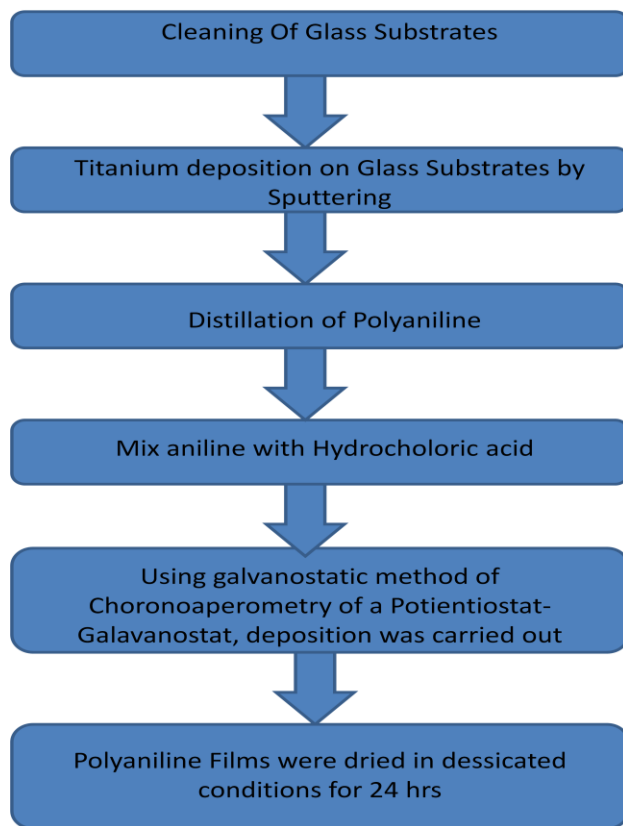 Cleaning Of Glass Substrates
Titanium deposition on Glass Substrates by
Sputtering
Distillation of Polyaniline
Mix aniline with Hydrocholoric acid
Using galvanostatic method of
Choronoaperometry of a Potientiostat-
Galavanostat, deposition was carried out
Polyaniline Films were dried in dessicated
conditions for 24 hrs